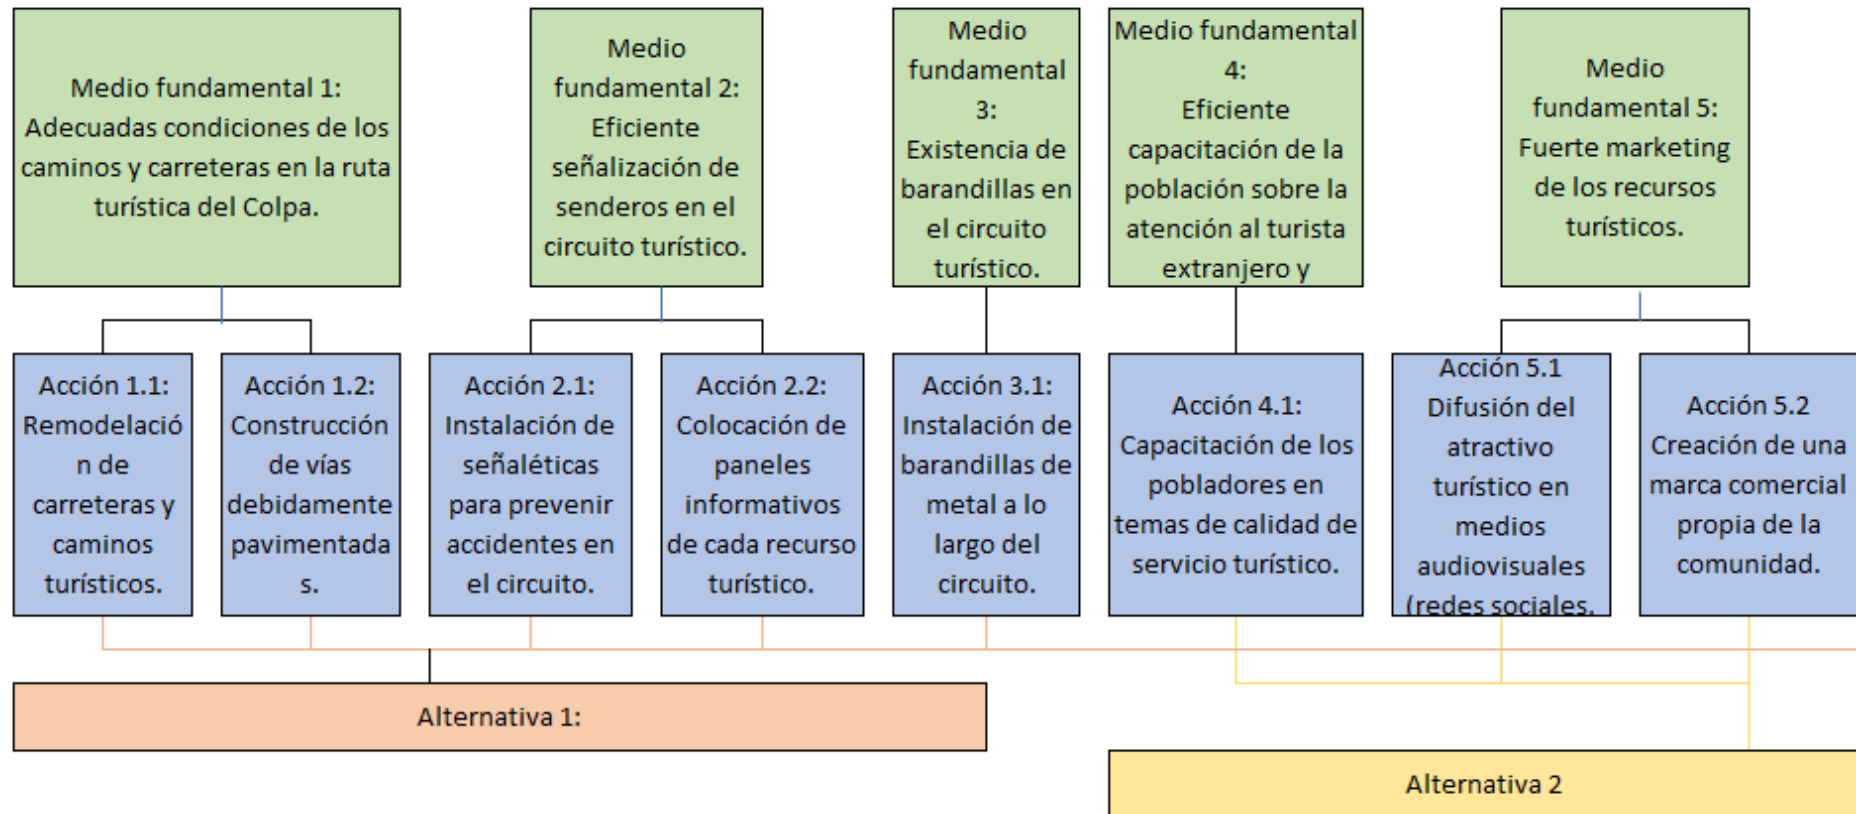 Medio fundamental 1:
Adecuadas condiciones de los
caminos y carreteras en la ruta
turística del Colpa.
Medio
fundamental 2:
Eficiente
señalización de
senderos en el
circuito turístico.
Medio
fundamental
3:
Existencia de
barandillas en
el circuito
turístico.
Medio fundamental
4:
Eficiente
capacitación de la
población sobre la
atención al turista
extranjero y
Medio
fundamental 5:
Fuerte marketing
de los recursos
turísticos.
Acción 1.1:
Remodelació
n de
carreteras y
caminos
turísticos.
Acción 1.2:
Construcción
de vías
debidamente
pavimentada
s.
Acción 2.1:
Instalación de
señaléticas
para prevenir
accidentes en
el circuito.
Acción 2.2:
Colocación de
paneles
informativos
de cada recurso
turístico.
Acción 3.1:
Instalación de
barandillas de
metal a lo
largo del
circuito.
Acción 4.1:
Capacitación de los
pobladores en
temas de calidad de
servicio turístico.
Acción 5.1
Difusión del
atractivo
turístico en
medios
audiovisuales
(redes sociales.
Acción 5.2
Creación de una
marca comercial
propia de la
comunidad.
Alternativa 1:
Alternativa 2